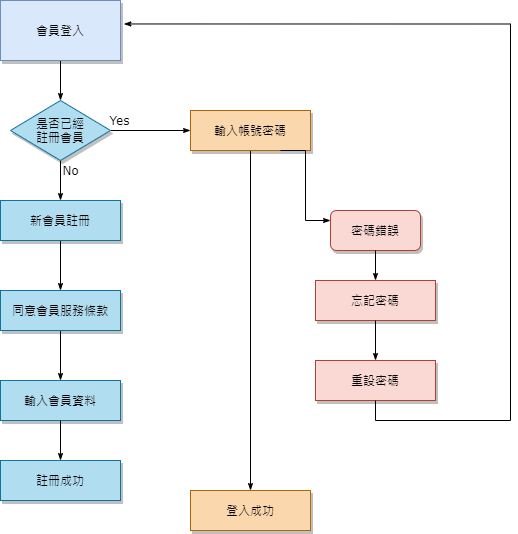 會員登入
是否已經
註冊會員
Yes
輸入帳號密碼
No
新會員註冊
密碼錯誤
同意會員服務條款
忘記密碼
重設密碼
輸入會員資料
註冊成功
登入成功